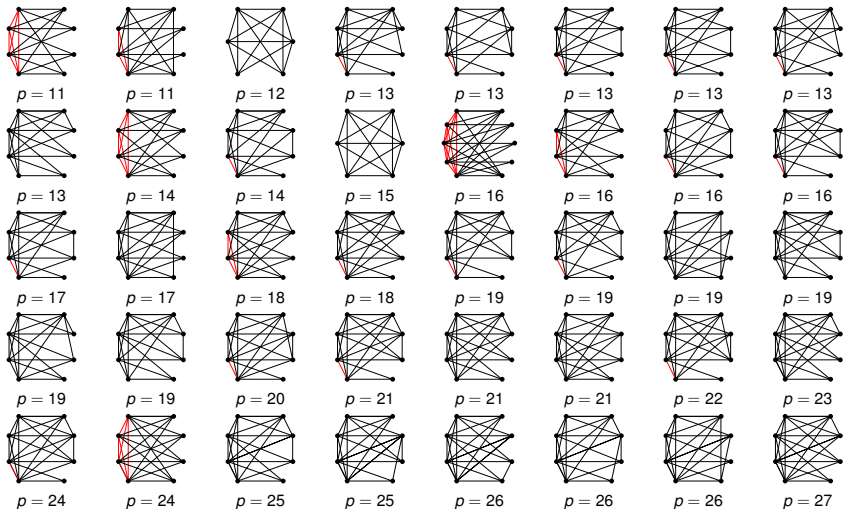 p = 11 p = 11 p = 12 p = 13 p = 13 p = 13 p = 13 p = 13
p = 13 p = 14 p = 14 p = 15 p = 16 p = 16 p = 16 p = 16
p = 17 p = 17 p = 18 p = 18 p = 19 p = 19 p = 19 p = 19
p = 19 p = 19 p = 20 p = 21 p = 21 p = 21 p = 22 p = 23
p = 24 p = 24 p = 25 p = 25 p = 26 p = 26 p = 26 p = 27